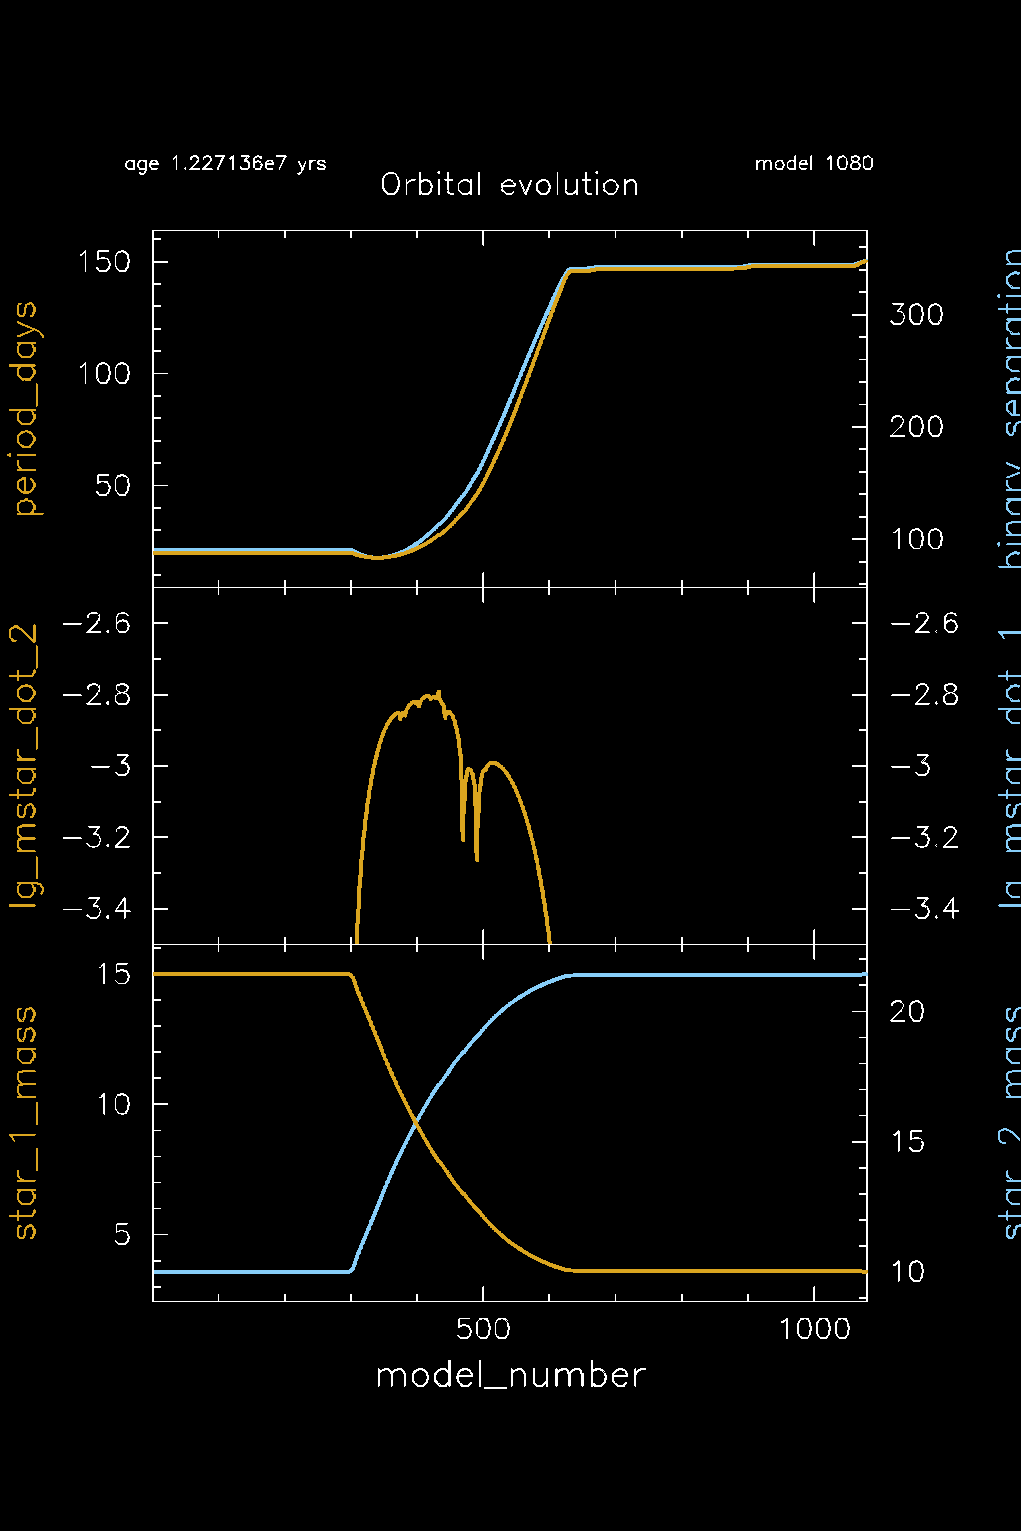 age 1.227136e7 yrs
model 1080
Orbital evolution
150
100
50
period_days
300
200
100
binary_separation
-2.6
-2.8
-3
-3.2
-3.4
lg_mstar_dot_2
-2.6
-2.8
-3
-3.2
-3.4
lg_mstar_dot_1
15
10
5
star_1_mass
20
15
10
star_2_mass
500
1000
model_number